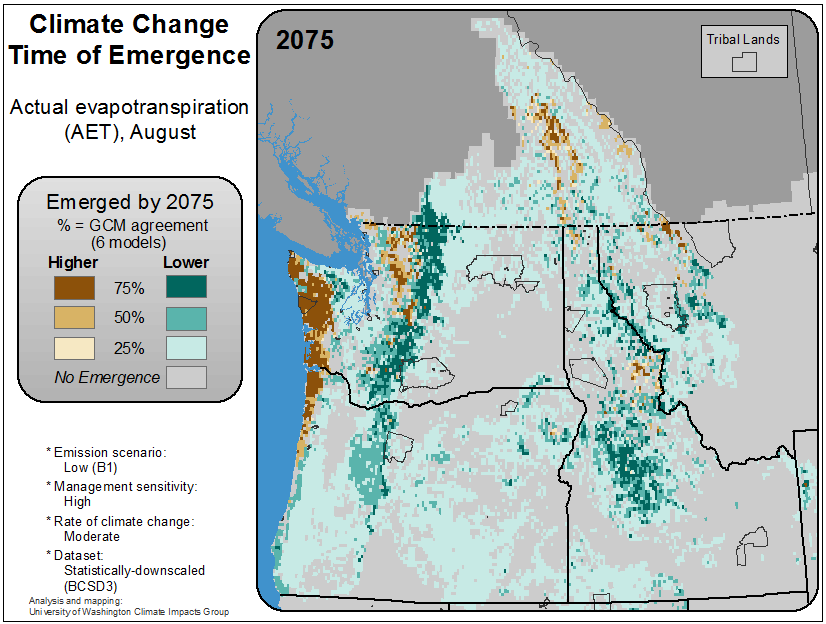 Climate Change
Time of Emergence
Actual evapotranspiration
(AET), August
Emerged by 2075
% = GCM agreement
(6 models)
Higher Lower
75%
50%
25%
No Emergence
* Emission scenario:
Low (B1)
* Management sensitivity:
High
* Rate of climate change:
Moderate
* Dataset:
Statistically-downscaled
(BCSD3)
Analysis and mapping:
University of Washington Climate Impacts Group
2075
Tribal Lands